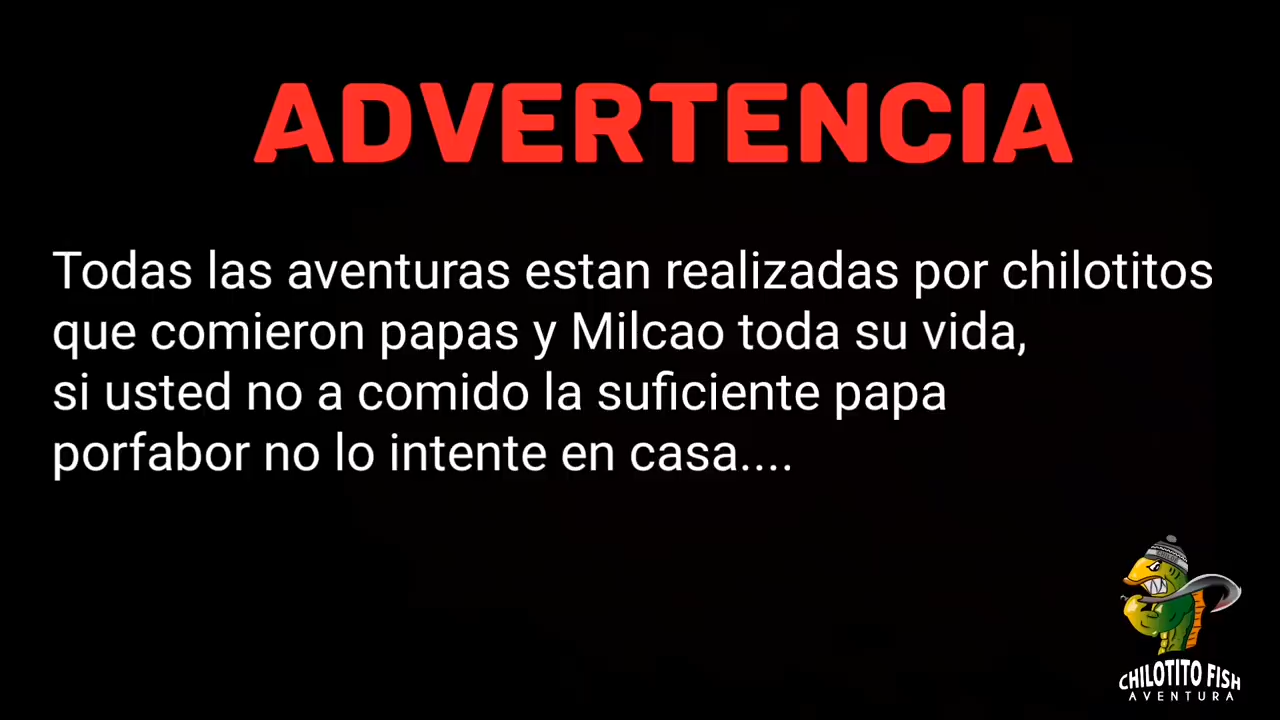 ADVERTENCIA
Todas las aventuras estan realizadas por chilotitos
que comieron papas y Milcao toda su vida,
si usted no a comido la suficiente papa
porfabor no lo intente en casa....
CHILOTITO FISH
AVENTURA